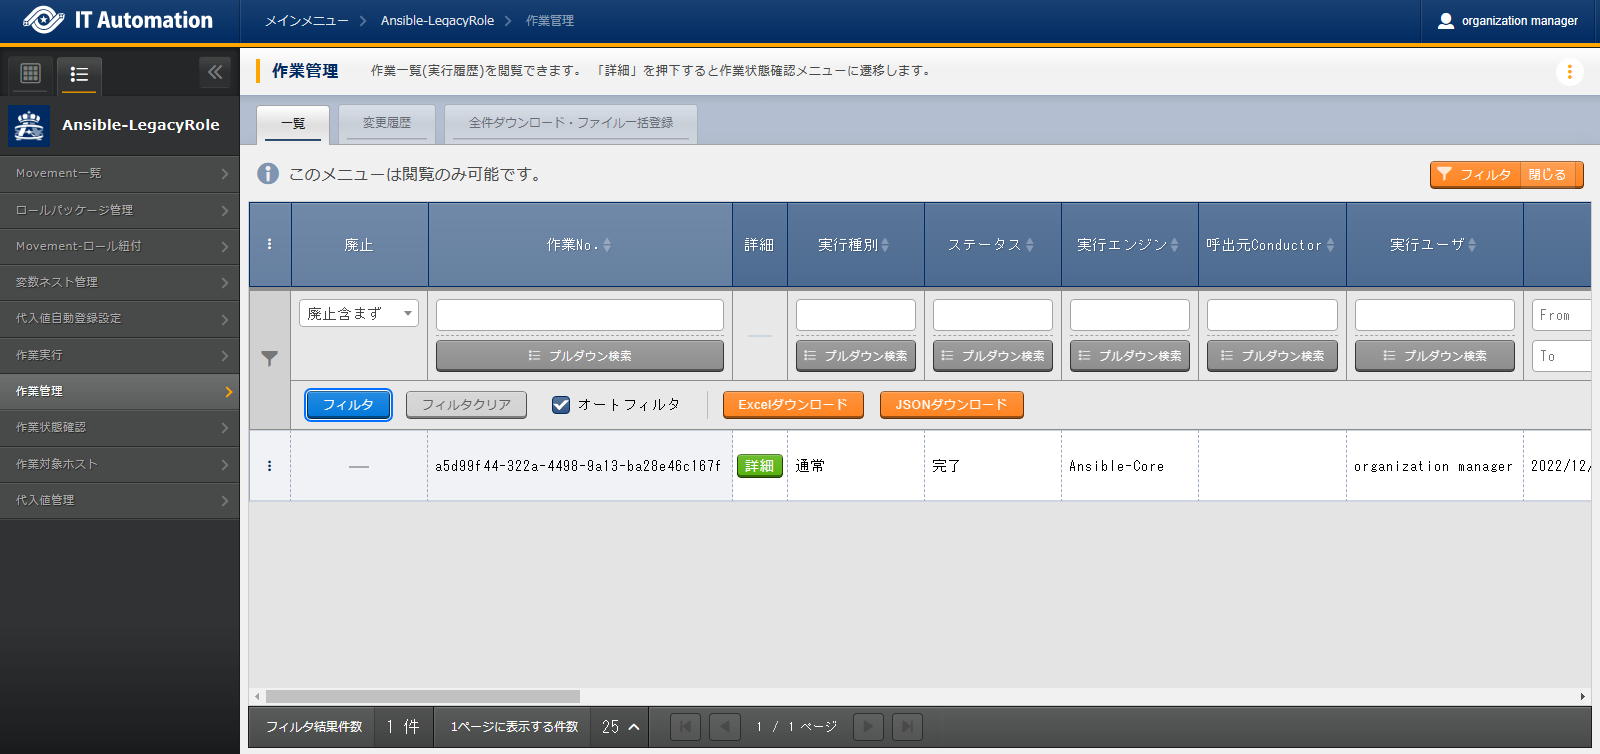 IT Automation
メインメニュー
Ansible-LegacyRole
作業管理
organization manager
作業管理
作業一覧(実行履歴)を閲覧できます。 「詳細」を押下すると作業状態確認メニューに遷移します。
Ansible-LegacyRole
Movement一覧
ロールパッケージ管理
Movement-ロール紐付
変数ネスト管理
代入値自動登録設定
作業実行
作業管理
作業状態確認
作業対象ホスト
代入値管理
一覧
変更履歴
全件ダウンロード・ファイル一括登録
このメニューは閲覧のみ可能です。
フィルタ 閉じる
廃止
作業No.
詳細
実行種別
ステータス
実行エンジン
呼出元Conductor
実行ユーザ
廃止含まず
From
プルダウン検索
プルダウン検索
プルダウン検索
プルダウン検索
プルダウン検索
プルダウン検索
To
フィルタ
フィルタクリア
オートフィルタ
Excelダウンロード
JSONダウンロード
a5d99f44-322a-4498-9a13-ba28e46c167f
詳細
通常
完了
Ansible-Core
organization manager
2022/12/
フィルタ結果件数
1 件
1ページに表示する件数
25
1 / 1 ページ